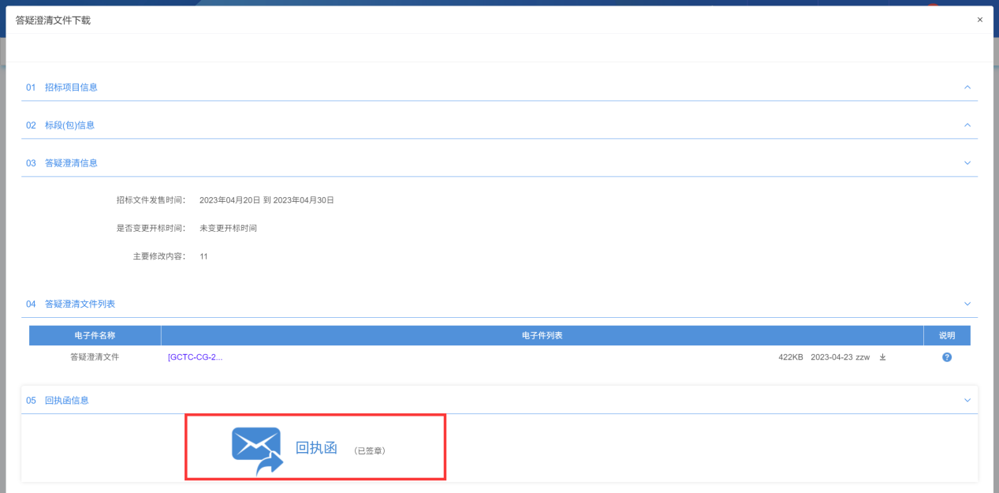 答疑澄清文件下载
×
01 招标项目信息
02 标段(包)信息
03 答疑澄清信息
招标文件发售时间： 2023年04月20日 到 2023年04月30日
是否变更开标时间： 未变更开标时间
主要修改内容： 11
04 答疑澄清文件列表
电子件名称 电子件列表 说明
答疑澄清文件 [GCTC-CG-2... 422KB 2023-04-23 zzw ?
05 回执函信息
回执函 （已签章）